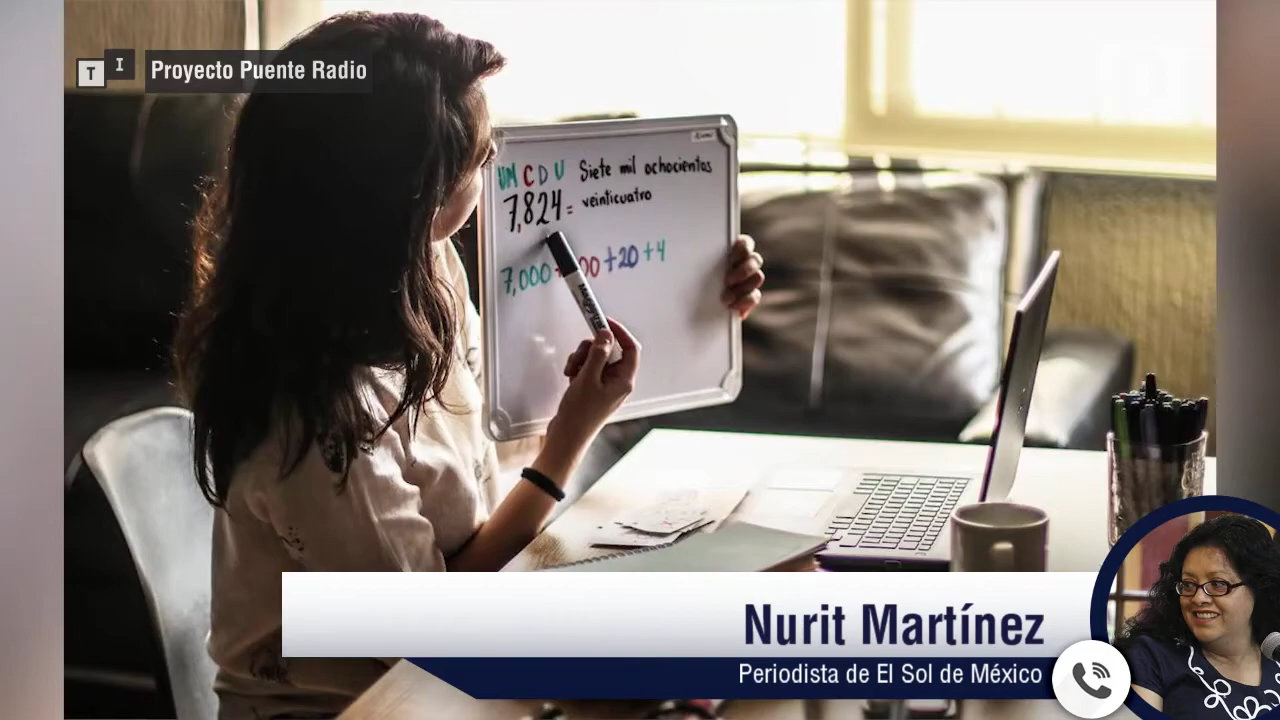 T I Proyecto Puente Radio
UM C D U Siete mil ochocientos
7,824 = veinticuatro
7,000 + 00 + 20 + 4
Nurit Martínez
Periodista de El Sol de México